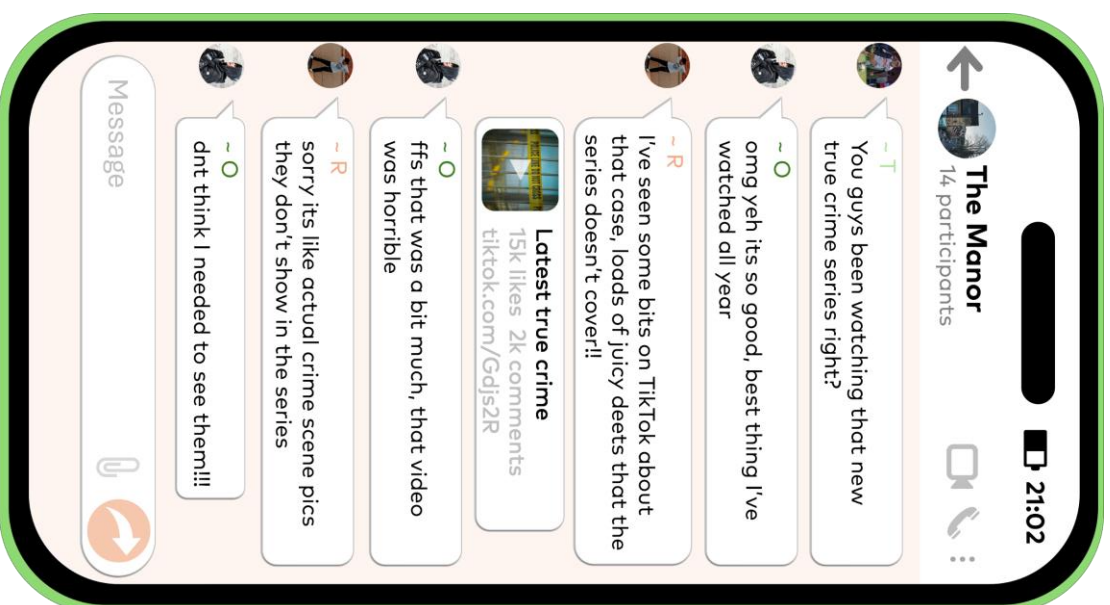 21:02
The Manor
14 participants
~ T
You guys been watching that new
true crime series right?
~ O
omg yeh its so good, best thing I've
watched all year
~ R
I've seen some bits on TikTok about
that case, loads of juicy deets that the
series doesn't cover!!
Latest true crime
15k likes 2k comments
tiktok.com/Gdjs2R
~ O
ffs that was a bit much, that video
was horrible
~ R
sorry its like actual crime scene pics
they don't show in the series
~ O
dnt think I needed to see them!!!
Message